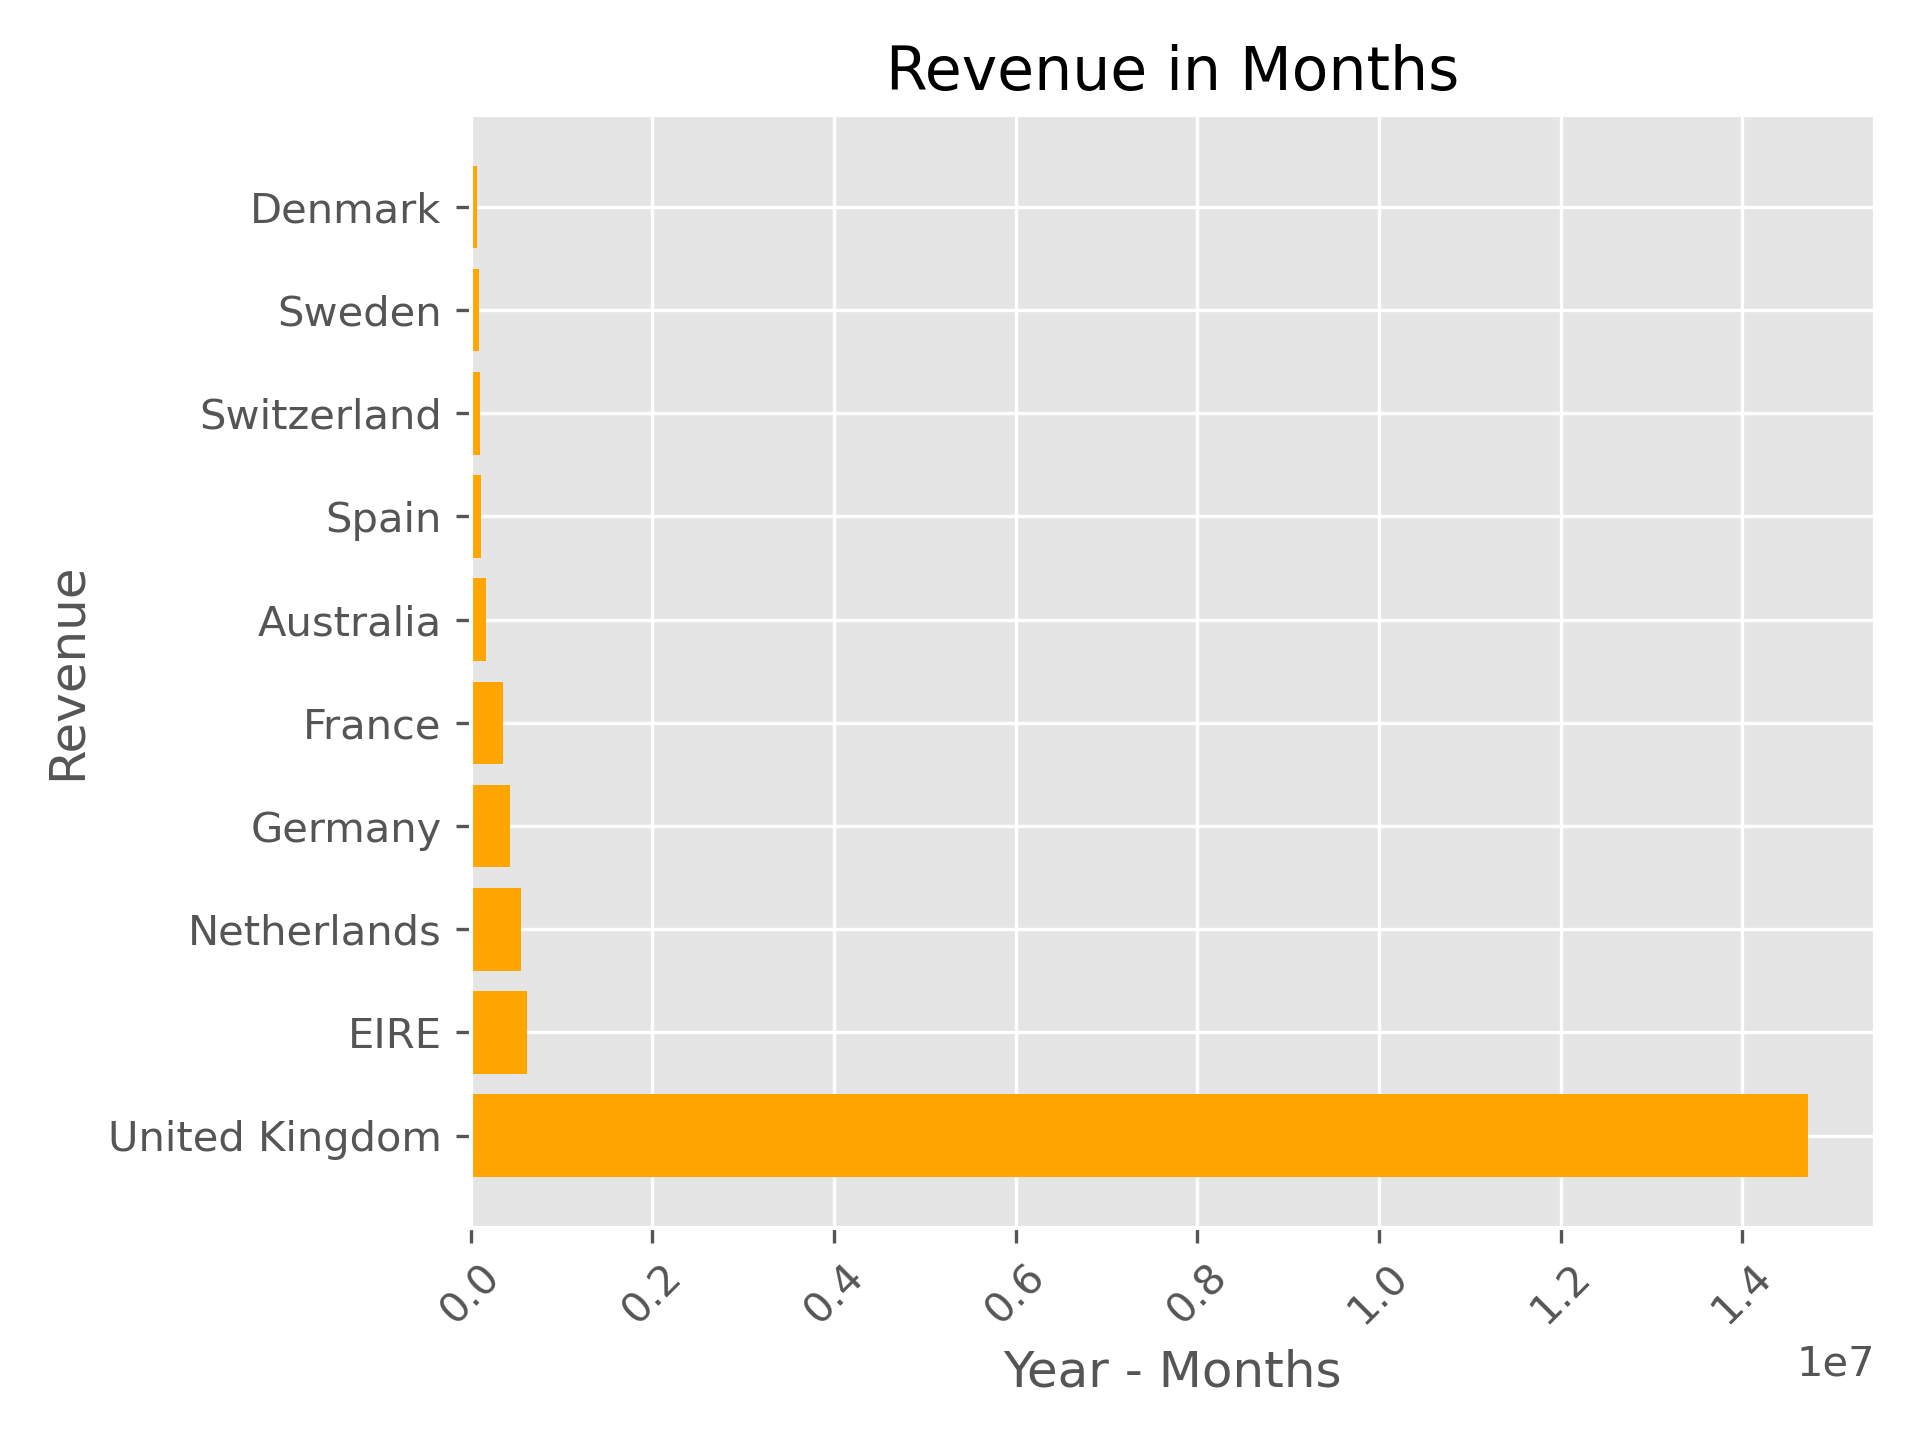 Revenue in Months
Revenue
Denmark
Sweden
Switzerland
Spain
Australia
France
Germany
Netherlands
EIRE
United Kingdom
0.0 0.2 0.4 0.6 0.8 1.0 1.2 1.4
1e7
Year - Months